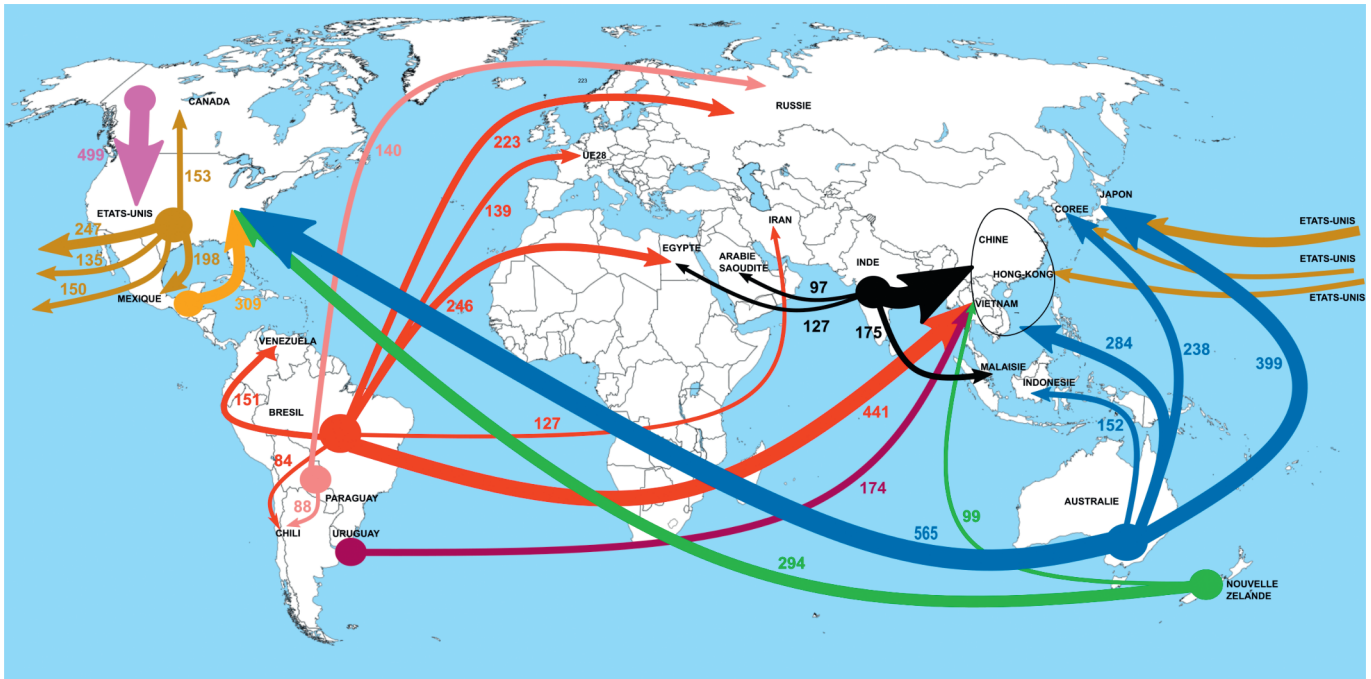 223
RUSSIE
CANADA
140
223
499
153
UE28
139
JAPON
COREE
ETATS-UNIS
IRAN
ETATS-UNIS
247
EGYPTE
ARABIE
SAOUDITE
INDE
CHINE
135
198
HONG-KONG
ETATS-UNIS
150
MEXIQUE
97
ETATS-UNIS
309
246
127
175
VIETNAM
VENEZUELA
284
238
399
MALAISIE
INDONESIE
151
BRESIL
127
441
152
84
174
PARAGUAY
88
AUSTRALIE
99
CHILI
URUGUAY
565
294
NOUVELLE
ZELANDE